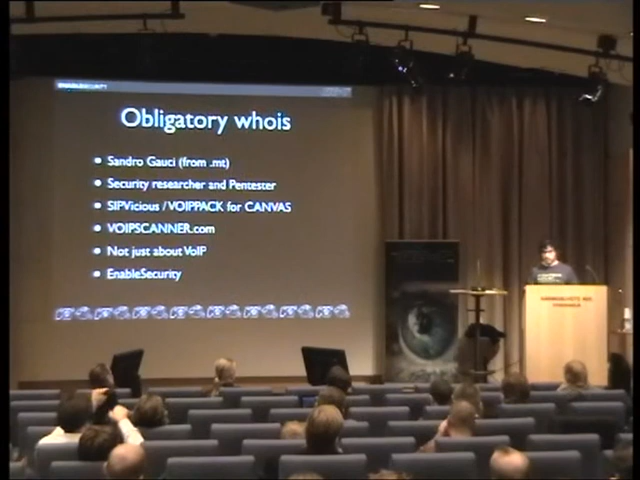 ENABLESECURITY
Obligatory whois
Sandro Gauci (from .mt)
Security researcher and Pentester
SIPVicious / VOIPPACK for CANVAS
VOIPSCANNER.com
Not just about VoIP
EnableSecurity